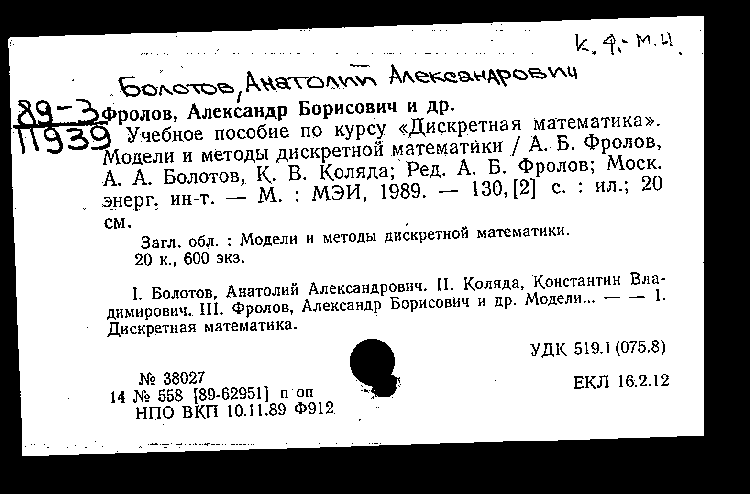 К. Ф.-М.Н.
Болотов, Анатолий Александрович
89-3
11939
Фролов, Александр Борисович и др.
Учебное пособие по курсу «Дискретная математика».
Модели и методы дискретной математики / А. Б. Фролов,
А. А. Болотов, К. В. Коляда; Ред. А. Б. Фролов; Моск.
энерг. ин-т. — М. : МЭИ, 1989. — 130,[2] с. : ил.; 20
см.
Загл. обл. : Модели и методы дискретной математики.
20 к., 600 экз.
I. Болотов, Анатолий Александрович. II. Коляда, Константин Вла-
димирович. III. Фролов, Александр Борисович и др. Модели... — — 1.
Дискретная математика.
УДК 519.1(075.8)
№ 38027
14 № 558 [89-62951] п оп
ЕКЛ 16.2.12
НПО ВКП 10.11.89 Ф912